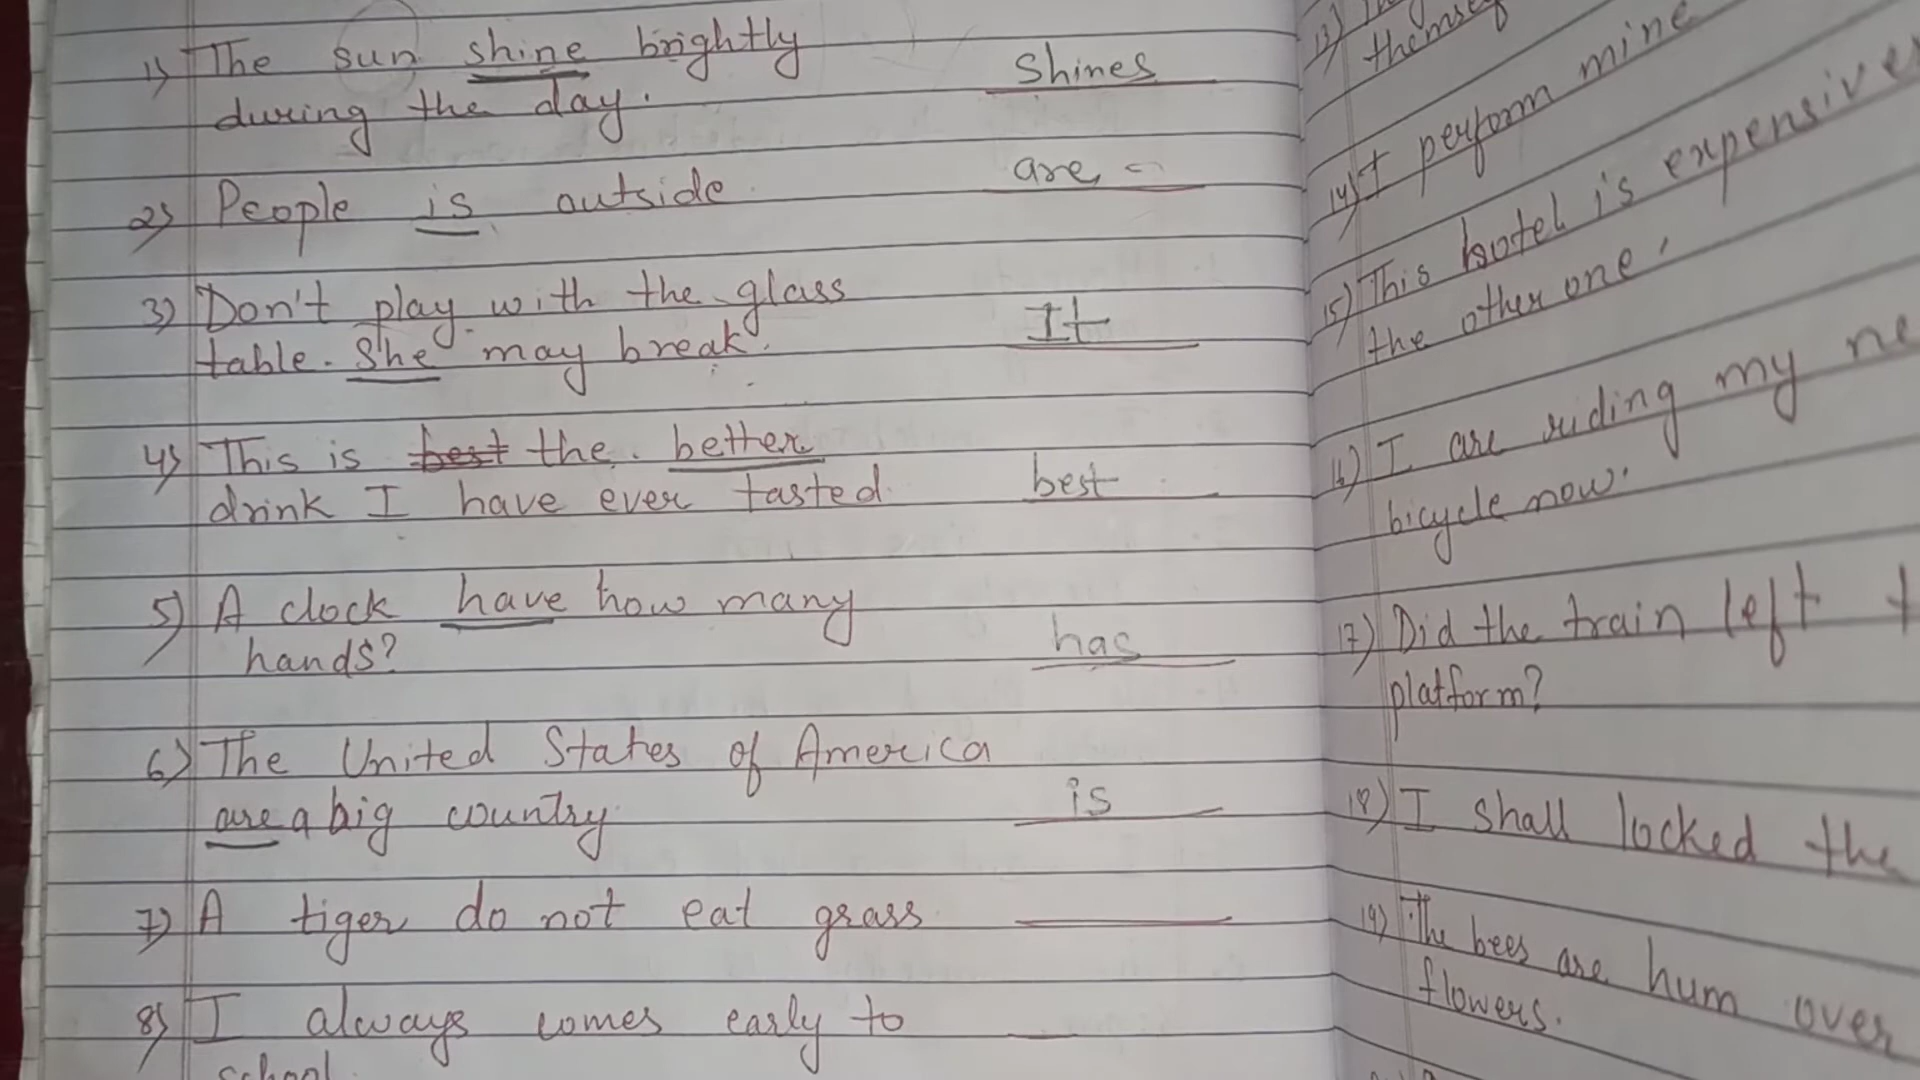 1) The sun shine brightly Shines
during the day.
2) People is outside are
3) Don't play with the glass
table. She may break. It
4) This is best the better
drink I have ever tasted best
5) A clock have how many
hands? has
6) The United States of America
are a big country is
7) A tiger do not eat grass
8) I always comes early to
school.
13)
14) I perform mine
15) This hotel is expensive
the other one.
16) I are riding my
bicycle now.
17) Did the train left
platform?
18) I shall locked the
19) The bees are hum over
flowers.